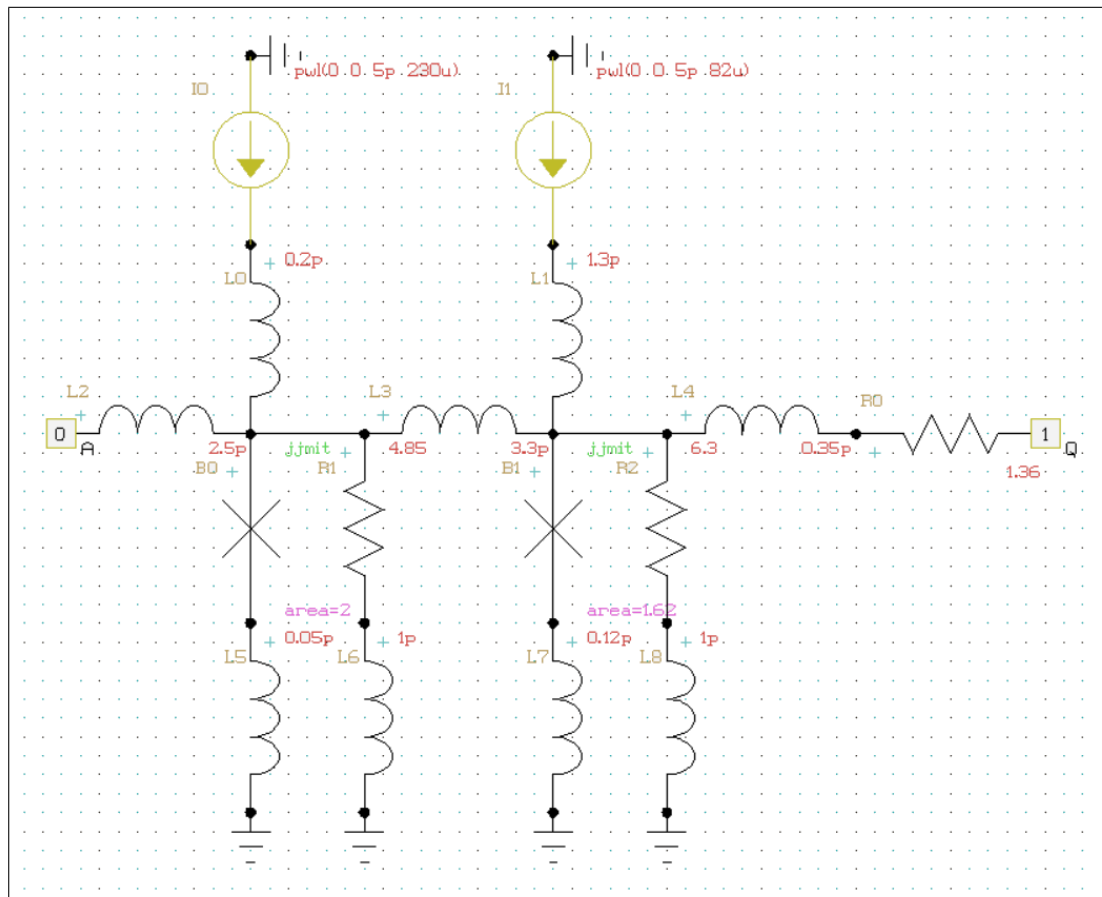 pwl(0 0 5p 230u)
pwl(0 0 5p 82u)
I0
I1
0.2p
1.3p
L0
L1
L2
L3
L4
R0
0
A
2.5p
jjmit
4.85
3.3p
jjmit
6.3
0.35p
1
Q
B0
R1
B1
R2
1.36
area=2
area=1.62
0.05p
1p
0.12p
1p
L5
L6
L7
L8